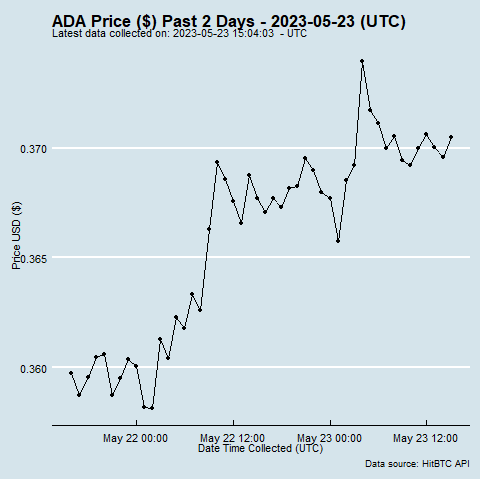 ADA Price ($) Past 2 Days - 2023-05-23 (UTC)
Latest data collected on: 2023-05-23 15:04:03 - UTC
Price USD ($)
0.370
0.365
0.360
May 22 00:00 May 22 12:00 May 23 00:00 May 23 12:00
Date Time Collected (UTC)
Data source: HitBTC API